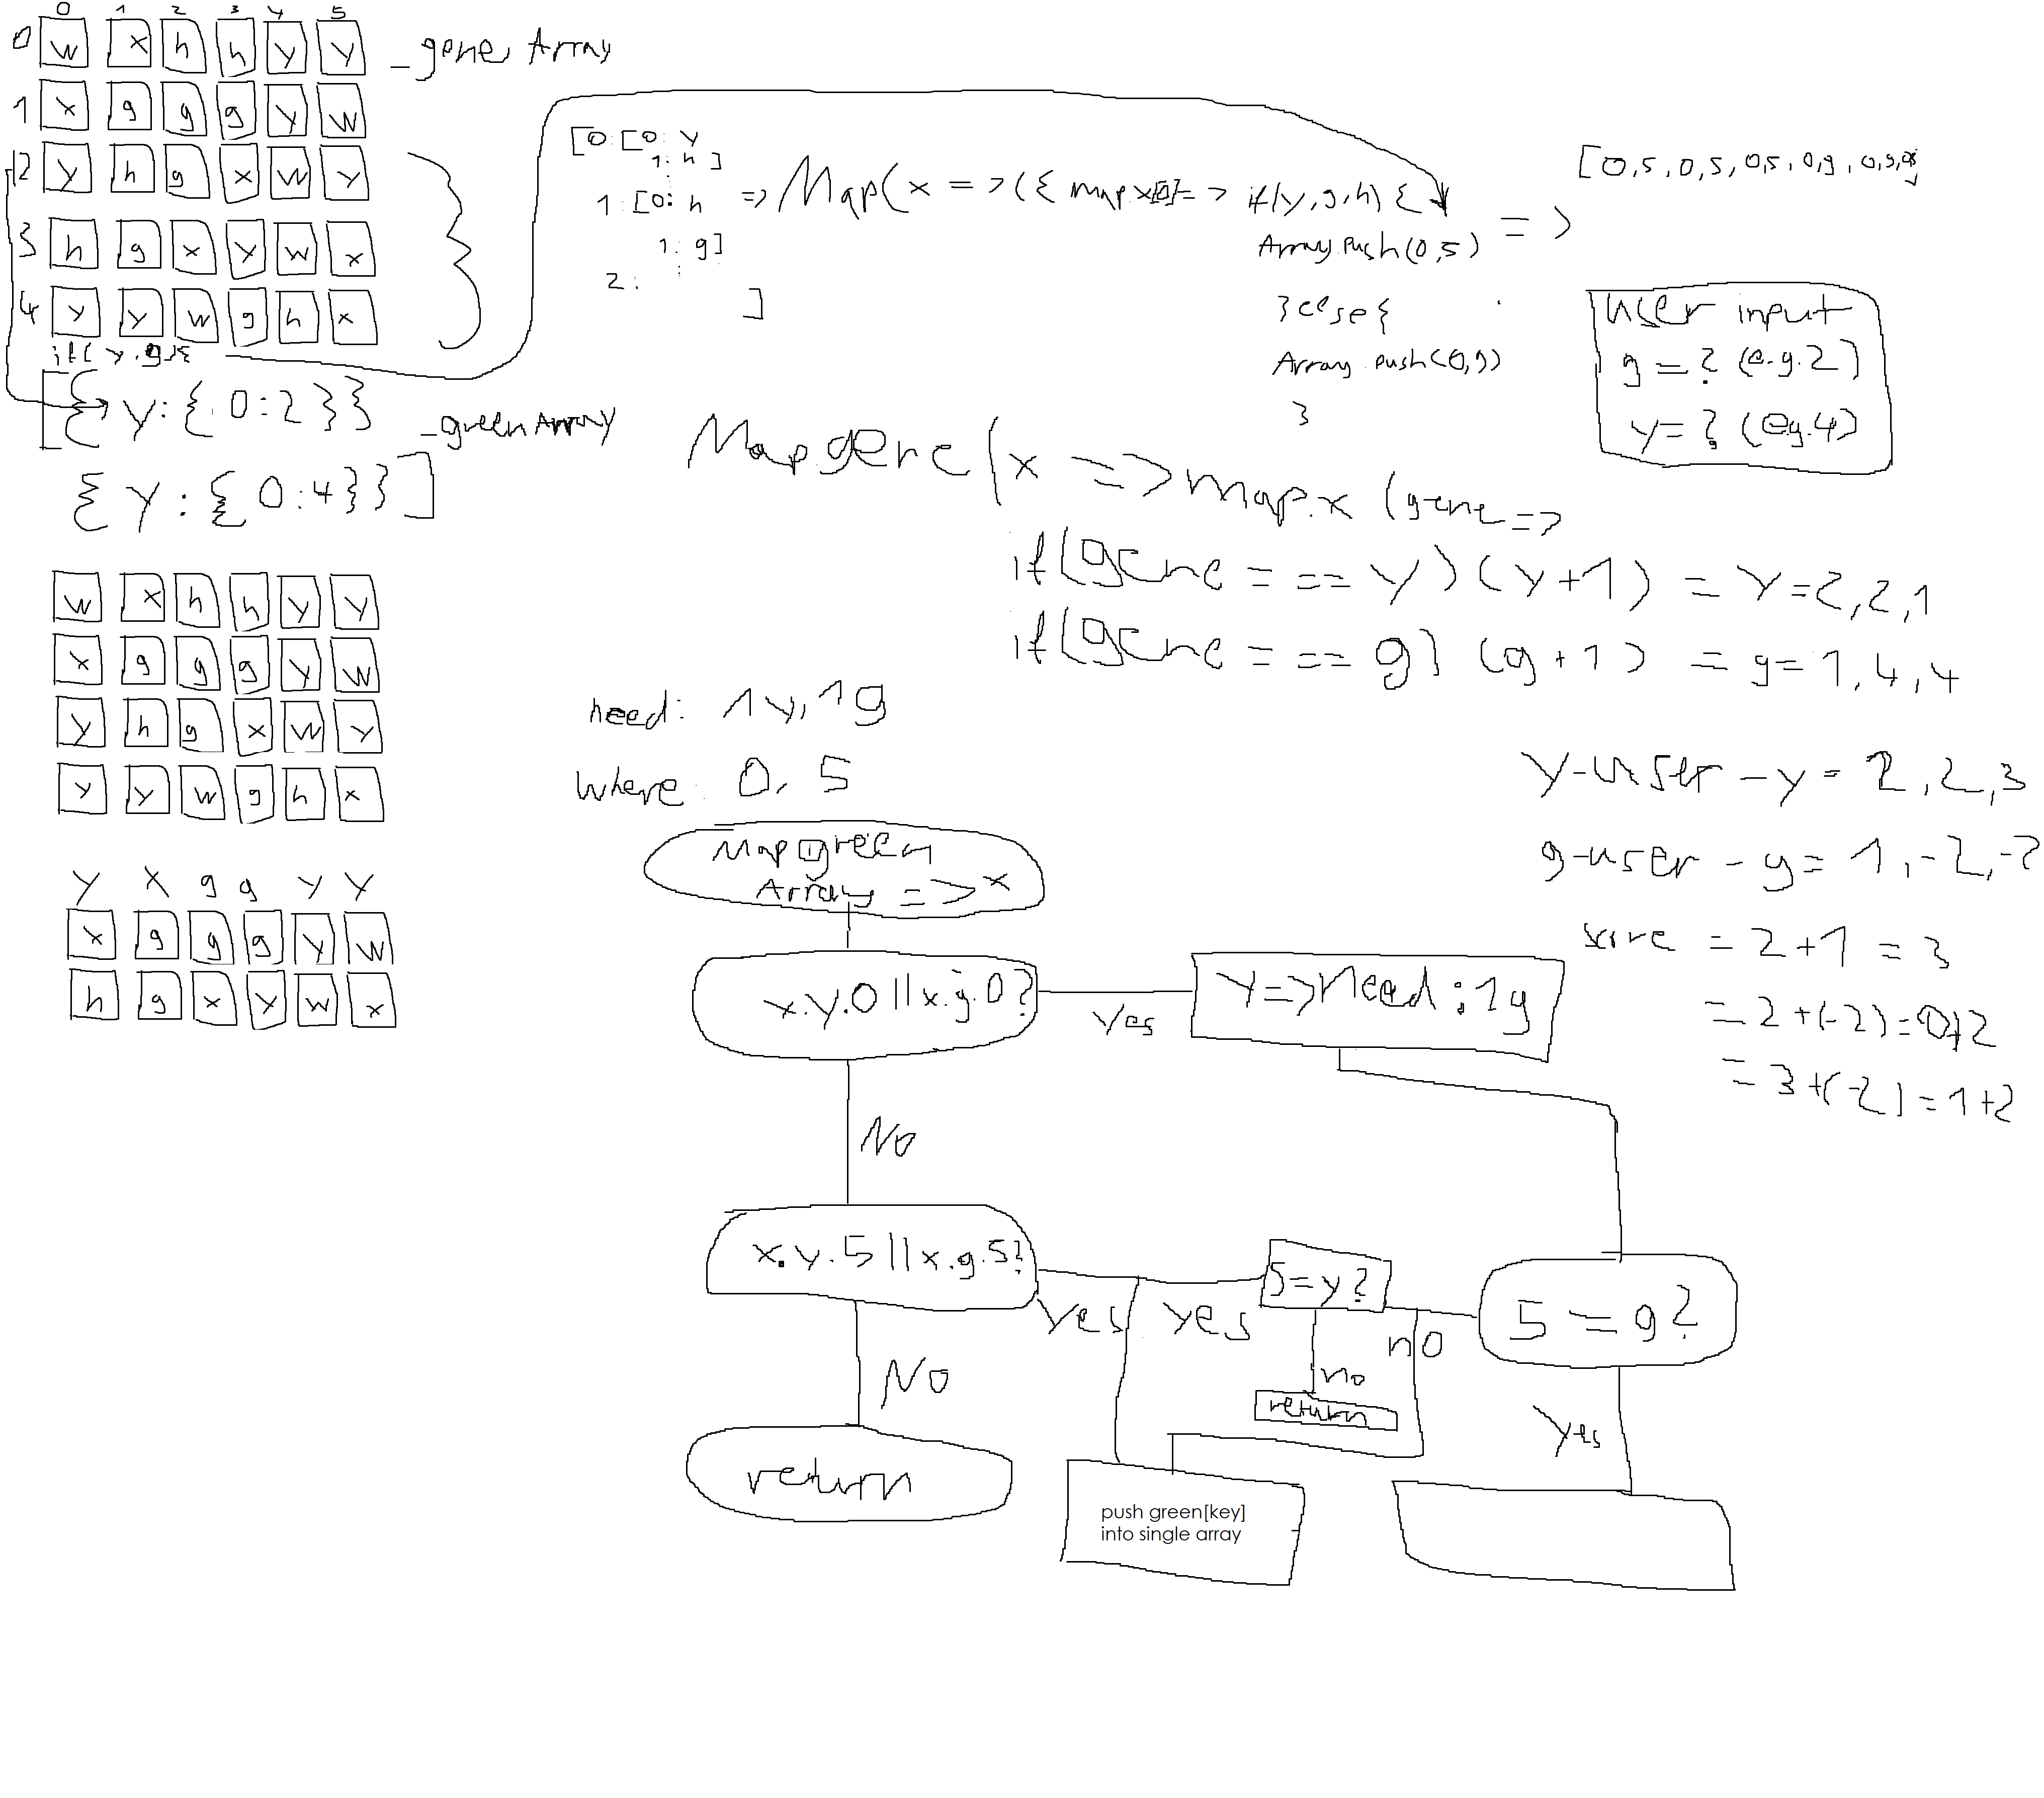 0 1 2 3 4 5
0 w x h h y y _geneArray
1 x g g g y w
2 y h g x w y
3 h g x y w x
4 y y w g h x
if( y.g){
[{ y:{ 0:2}}
_greenArray
{ y:{ 0:4}}]
[0:[0: y
1: h ]
1:[0: h
1: g]
2:
]
=> Map(x => ({ map x[0]=> if(y,g,h) {
Array.push(0,5)
}else{
Array.push(0,9)
}
=>
[0,5,0,5,0,5,0,9,0,5,
user input
g=? (e.g.2)
y=? (e.g.4)
Map gene(x => map.x (gene =>
if(gene = == y) (y+1) = y=2,2,1
if(gene = == g) (g+1) = g=1,4,4
w x h h y y
x g g g y w
y h g x w y
y y w g h x
y x g g y y
x g g g y w
h g x y w x
need: 1y,1g
where: 0, 5
y-user - y = 2,2,3
g-user - g = 1,-2,-2
score = 2+1 = 3
= 2+(-2)=0+2
= 3+(-2)=1+2
Map green
Array => x
x.y.0||x.g.0?
Yes
y=>need:1g
No
x.y.5||x.g.5?
Yes
Yes
5=y?
no
5 = g?
no
return
No
return
Yes
push green[key]
into single array